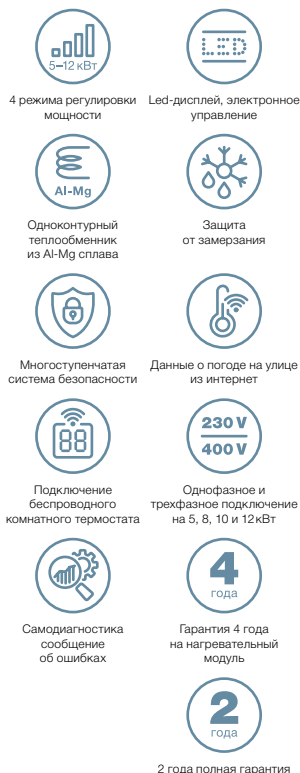 5–12 кВт
4 режима регулировки
мощности
LED
Led-дисплей, электронное
управление
Al-Mg
Одноконтурный
теплообменник
из Al-Mg сплава
Защита
от замерзания
Многоступенчатая
система безопасности
Данные о погоде на улице
из интернет
88
Подключение
беспроводного
комнатного термостата
230 V
400 V
Однофазное и
трехфазное подключение
на 5, 8, 10 и 12 кВт
Самодиагностика
сообщение
об ошибках
4
года
Гарантия 4 года
на нагревательный
модуль
2
года
2 года полная гарантия